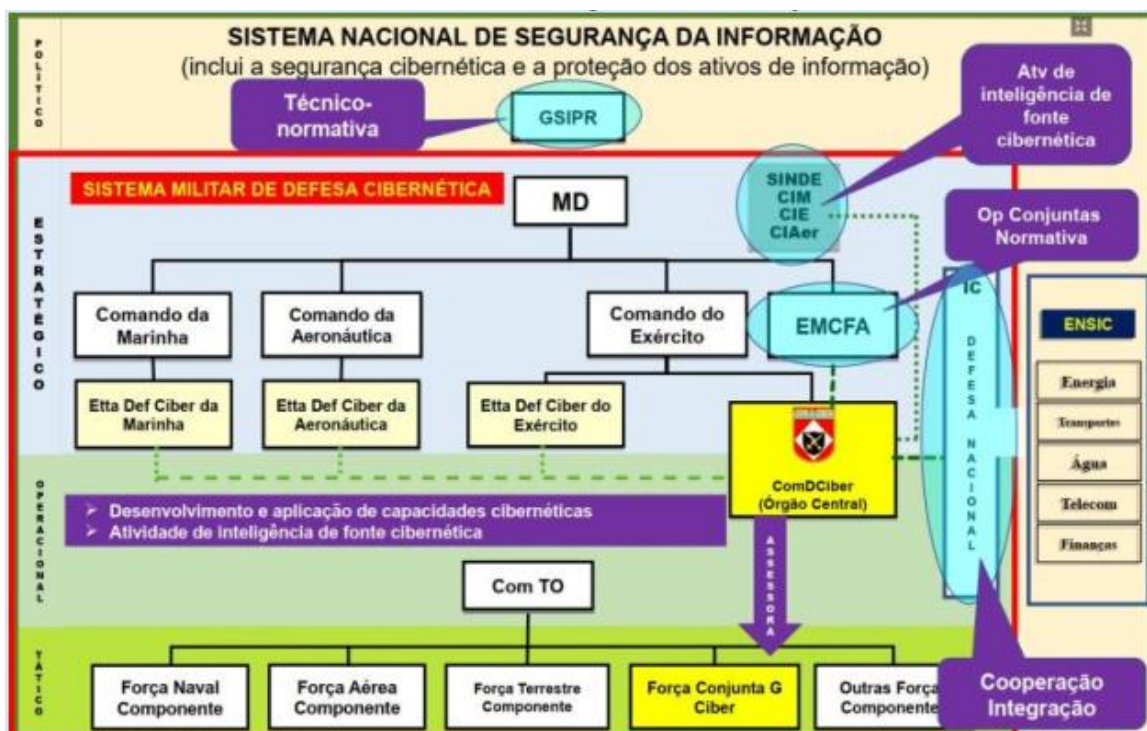 SISTEMA NACIONAL DE SEGURANÇA DA INFORMAÇÃO
(inclui a segurança cibernética e a proteção dos ativos de informação)
POLÍTICO
Técnico-
normativa
GSIPR
Atv de
inteligência de
fonte
cibernética
SISTEMA MILITAR DE DEFESA CIBERNÉTICA
MD
SINDE
CIM
CIE
CIAer
Op Conjuntas
Normativa
ESTRATÉGICO
Comando da
Marinha
Comando da
Aeronáutica
Comando do
Exército
EMCFA
IC
DEFESA
NACIONAL
ENSIC
Energia
Transportes
Água
Telecom
Finanças
Etta Def Ciber da
Marinha
Etta Def Ciber da
Aeronáutica
Etta Def Ciber do
Exército
ComDCiber
(Órgão Central)
OPERACIONAL
➢ Desenvolvimento e aplicação de capacidades cibernéticas
➢ Atividade de inteligência de fonte cibernética
ASSESSORA
Com TO
TÁTICO
Força Naval
Componente
Força Aérea
Componente
Força Terrestre
Componente
Força Conjunta G
Ciber
Outras Força
Componente
Cooperação
Integração